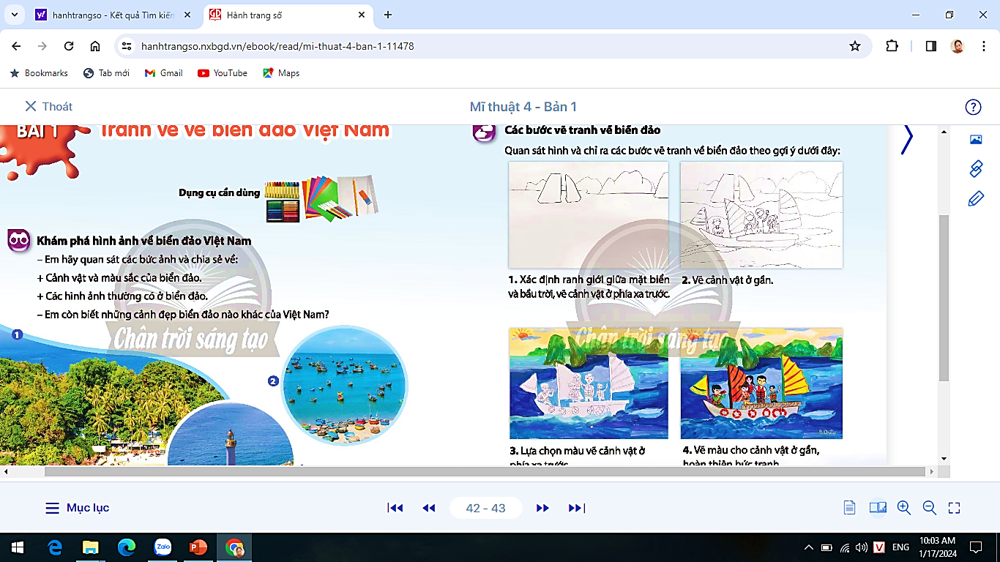 hanhtrangso - Kết quả Tìm kiếm
Hành trang số
hanhtrangso.nxbgd.vn/ebook/read/mi-thuat-4-ban-1-11478
Bookmarks
Tab mới
Gmail
YouTube
Maps
Thoát
Mĩ thuật 4 - Bản 1
BÀI 1
Tranh vẽ về biển đảo Việt Nam
Dụng cụ cần dùng
Khám phá hình ảnh về biển đảo Việt Nam
– Em hãy quan sát các bức ảnh và chia sẻ về:
+ Cảnh vật và màu sắc của biển đảo.
+ Các hình ảnh thường có ở biển đảo.
– Em còn biết những cảnh đẹp biển đảo nào khác của Việt Nam?
Chân trời sáng tạo
1
2
Các bước vẽ tranh về biển đảo
Quan sát hình và chỉ ra các bước vẽ tranh về biển đảo theo gợi ý dưới đây:
1. Xác định ranh giới giữa mặt biển
và bầu trời, vẽ cảnh vật ở phía xa trước.
2. Vẽ cảnh vật ở gần.
Chân trời sáng tạo
3. Lựa chọn màu vẽ cảnh vật ở
phía xa trước.
4. Vẽ màu cho cảnh vật ở gần,
hoàn thiện bức tranh.
Mục lục
42 - 43
Zalo
ENG
10:03 AM
1/17/2024